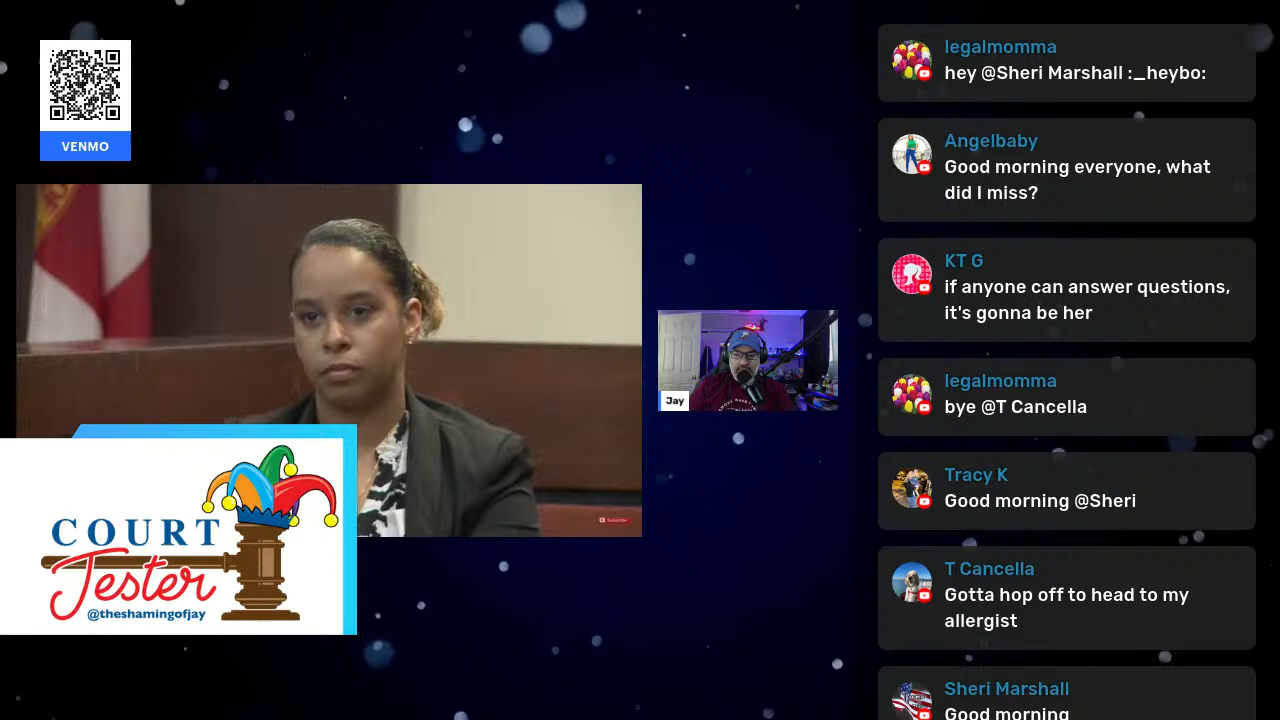 VENMO
Subscribe
Jay
COURT
Jester
@theshamingofjay
legalmomma
hey @Sheri Marshall :_heybo:
Angelbaby
Good morning everyone, what
did I miss?
KT G
if anyone can answer questions,
it's gonna be her
legalmomma
bye @T Cancella
Tracy K
Good morning @Sheri
T Cancella
Gotta hop off to head to my
allergist
Sheri Marshall
Good morning